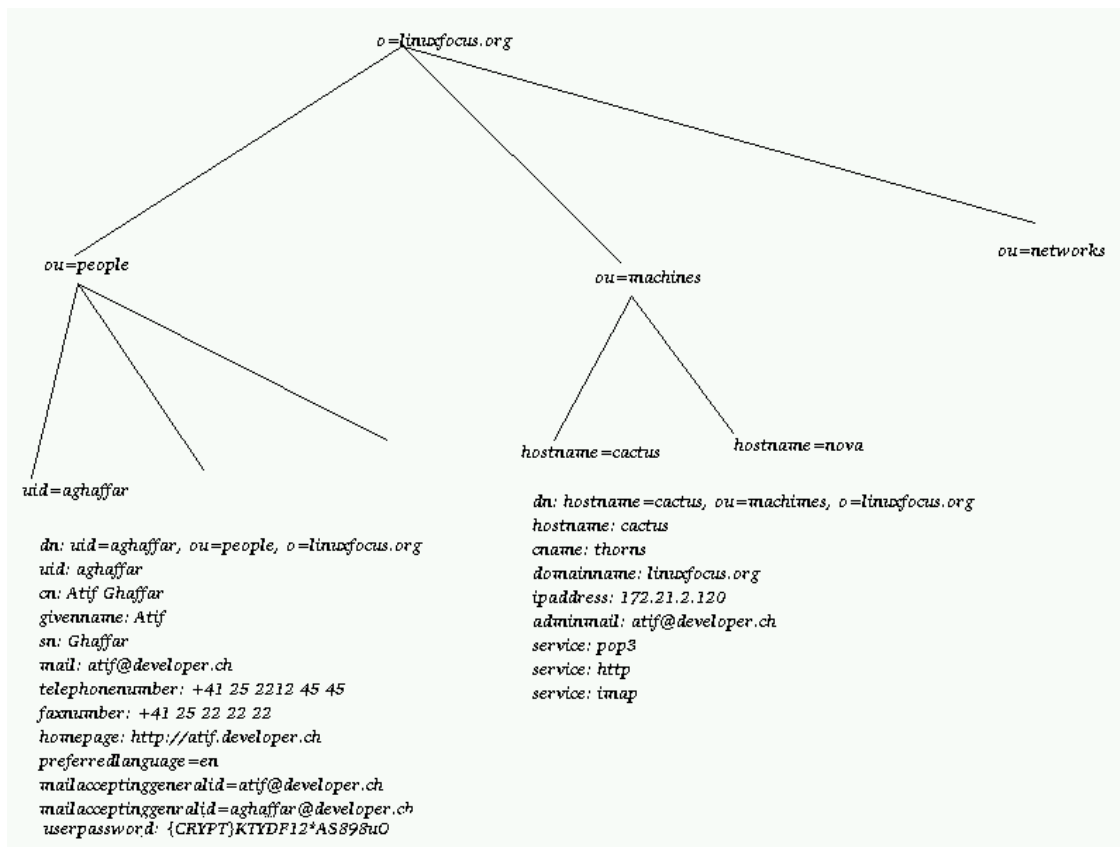 o=linuxfocus.org
ou=people
ou=machines
ou=networks
uid=aghaffar
hostname=cactus
hostname=nova
dn: uid=aghaffar, ou=people, o=linuxfocus.org
uid: aghaffar
cn: Atif Ghaffar
givenname: Atif
sn: Ghaffar
mail: atif@developer.ch
telephonenumber: +41 25 2212 45 45
faxnumber: +41 25 22 22 22
homepage: http://atif.developer.ch
preferredlanguage=en
mailacceptinggeneralid=atif@developer.ch
mailacceptinggenralid=aghaffar@developer.ch
userpassword: {CRYPT}KTYDF12*AS898uO
dn: hostname=cactus, ou=machimes, o=linuxfocus.org
hostname: cactus
cname: thorns
domainname: linuxfocus.org
ipaddress: 172.21.2.120
adminmail: atif@developer.ch
service: pop3
service: http
service: imap